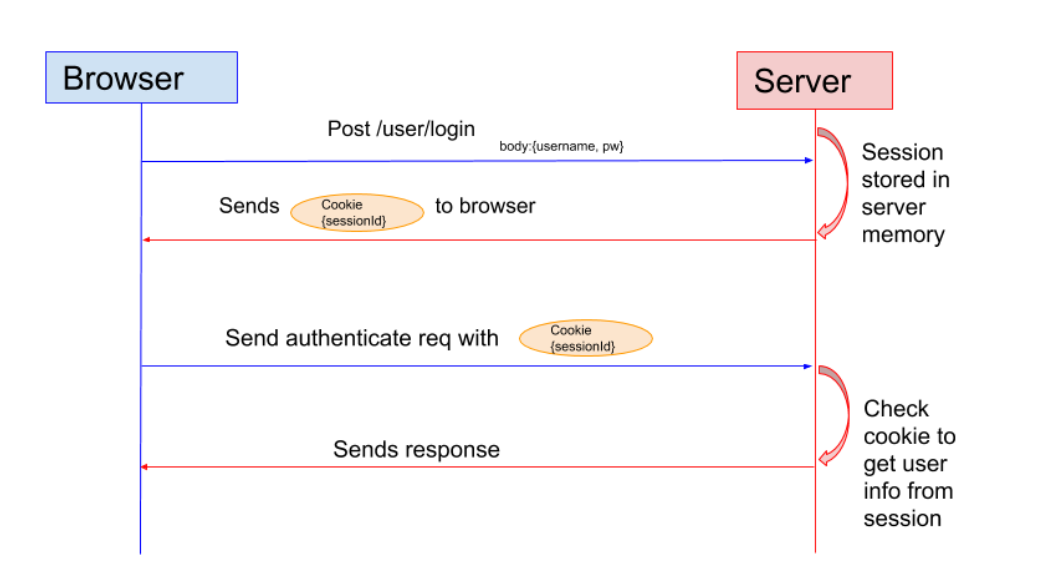 Browser
Server
Post /user/login
body:{username, pw}
Session
stored in
server
memory
Sends
Cookie
{sessionId}
to browser
Send authenticate req with
Cookie
{sessionId}
Check
cookie to
get user
info from
session
Sends response